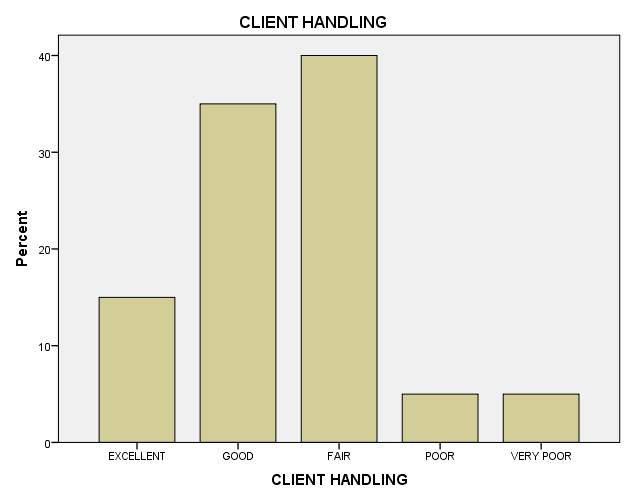 CLIENT HANDLING
Percent
40
30
20
10
0
EXCELLENT GOOD FAIR POOR VERY POOR
CLIENT HANDLING